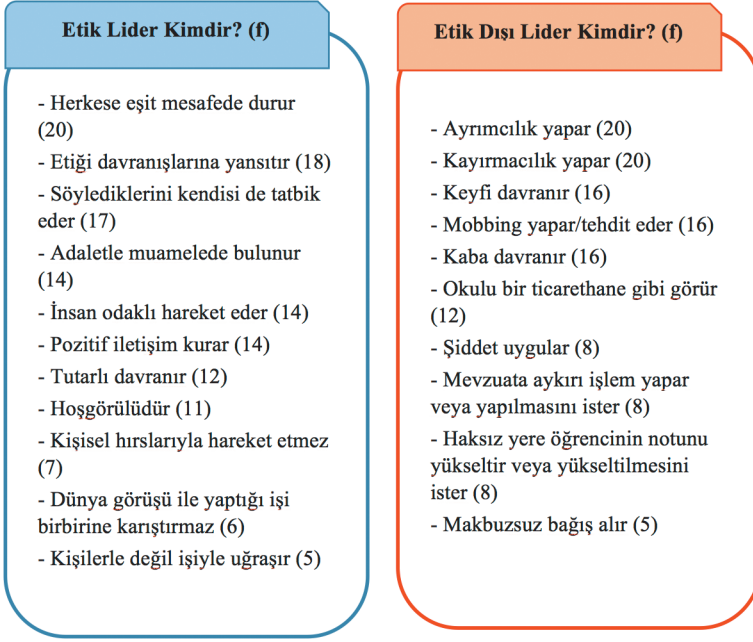 Etik Lider Kimdir? (f)
- Herkese eşit mesafede durur
(20)
- Etiği davranışlarına yansıtır (18)
- Söylediklerini kendisi de tatbik
eder (17)
- Adaletle muamelede bulunur
(14)
- İnsan odaklı hareket eder (14)
- Pozitif iletişim kurar (14)
- Tutarlı davranır (12)
- Hoşgörülüdür (11)
- Kişisel hırslarıyla hareket etmez
(7)
- Dünya görüşü ile yaptığı işi
birbirine karıştırmaz (6)
- Kişilerle değil işiyle uğraşır (5)
Etik Dışı Lider Kimdir? (f)
- Ayrımcılık yapar (20)
- Kayırmacılık yapar (20)
- Keyfi davranır (16)
- Mobbing yapar/tehdit eder (16)
- Kaba davranır (16)
- Okulu bir ticarethane gibi görür
(12)
- Şiddet uygular (8)
- Mevzuata aykırı işlem yapar
veya yapılmasını ister (8)
- Haksız yere öğrencinin notunu
yükseltir veya yükseltilmesini
ister (8)
- Makbuzsuz bağış alır (5)